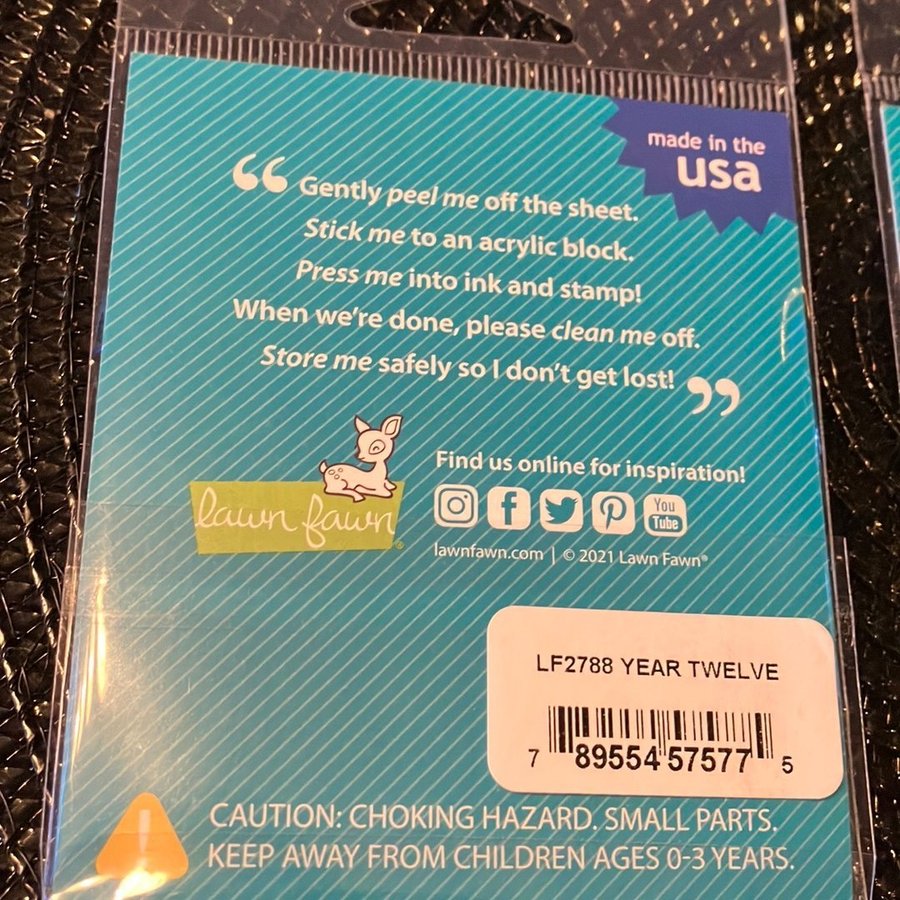 made in the
usa
“ Gently peel me off the sheet.
Stick me to an acrylic block.
Press me into ink and stamp!
When we're done, please clean me off.
Store me safely so I don't get lost! ”
lawn fawn®
Find us online for inspiration!
You
Tube
lawnfawn.com | © 2021 Lawn Fawn®
LF2788 YEAR TWELVE
7 89554 57577 5
CAUTION: CHOKING HAZARD. SMALL PARTS.
KEEP AWAY FROM CHILDREN AGES 0-3 YEARS.